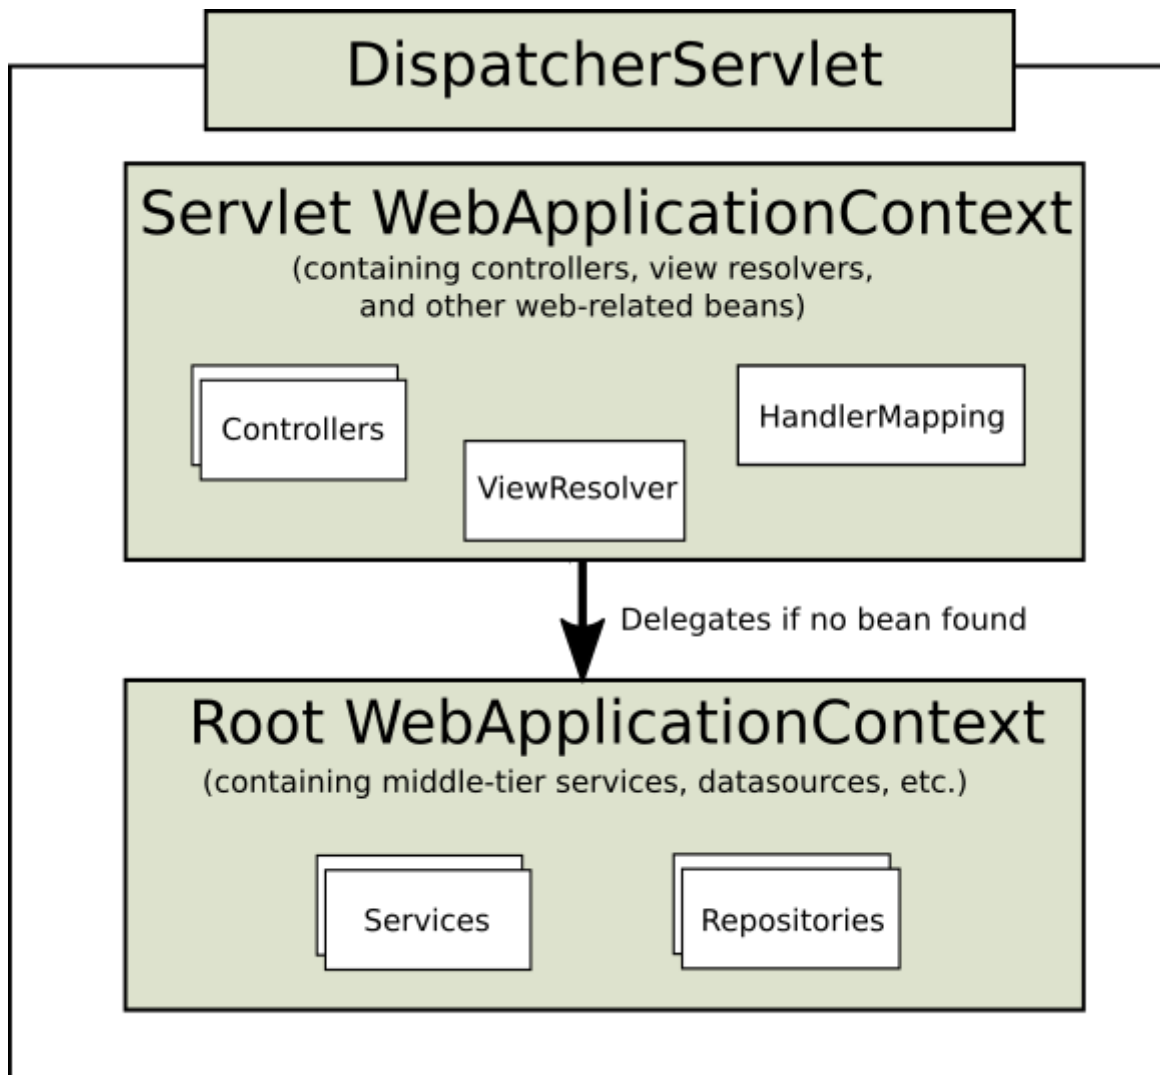 DispatcherServlet
Servlet WebApplicationContext
(containing controllers, view resolvers,
and other web-related beans)
Controllers
HandlerMapping
ViewResolver
Delegates if no bean found
Root WebApplicationContext
(containing middle-tier services, datasources, etc.)
Services
Repositories